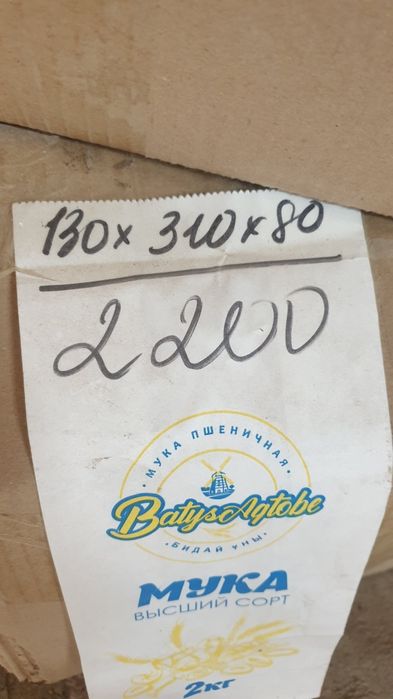 130x 310x80
2200
• МУКА ПШЕНИЧНАЯ •
BatysAqtobe
• БИДАЙ ҰНЫ •
МУКА
ВЫСШИЙ СОРТ
2кг